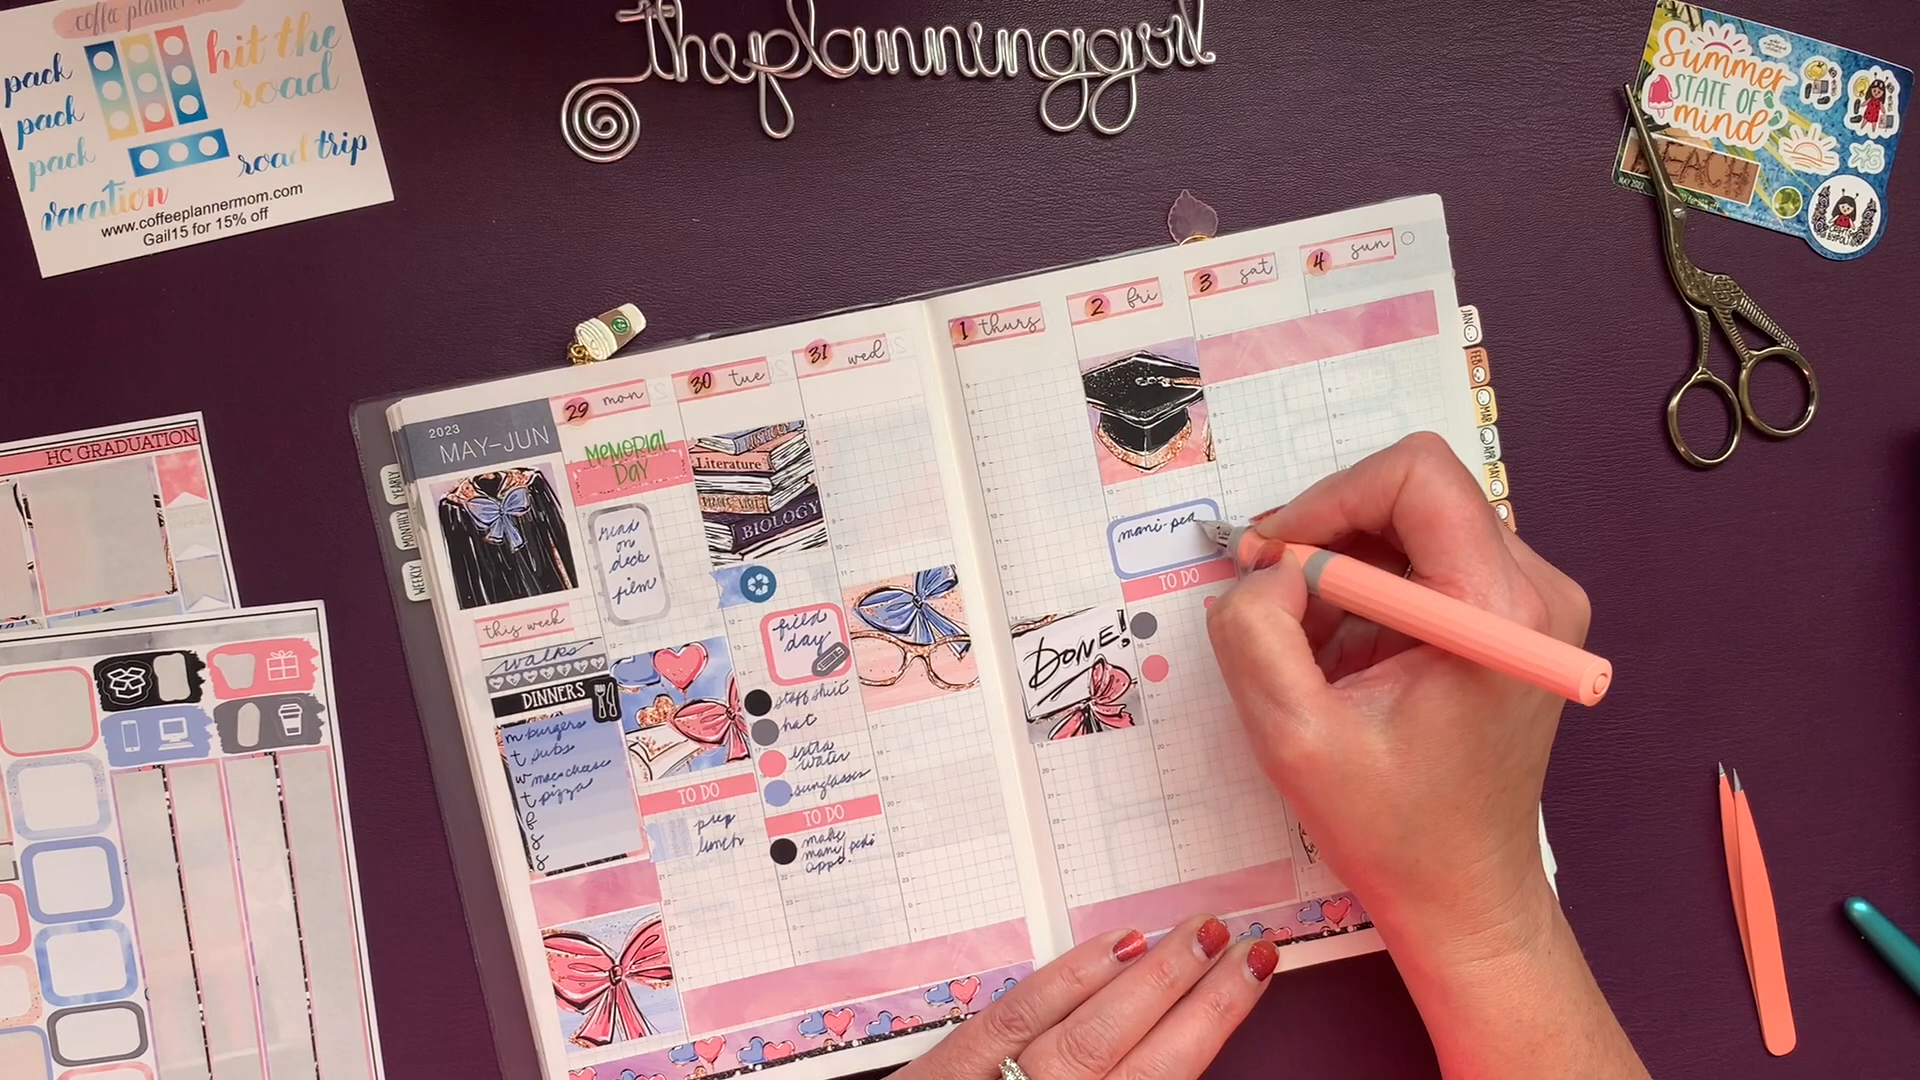 coffee planner
pack
pack
pack
hit the
road
road trip
vacation
www.coffeeplannermom.com
Gail15 for 15% off
theplanninggirl
Summer
STATE OF
mind
BEACH
MAY 2023
HC GRADUATION
2023
MAY-JUN
29 mon
30 tue
31 wed
1 thurs
2 fri
3 sat
4 sun
YEARLY
MONTHLY
WEEKLY
JAN
FEB
MAR
APR
MAY
MEMORIAL
DAY
read
on
deck
film
Literature
BIOLOGY
this week
walks
DINNERS
m burgers
t subs
w mac cheese
t pizza
f
s
s
TO DO
prep
lunch
field
day
staff shirt
hat
extra
water
sunglasses
TO DO
make
mani/pedi
appt.
DONE!
mani-ped
TO DO